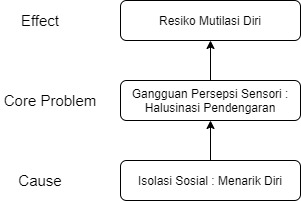 Effect
Resiko Mutilasi Diri
Core Problem
Gangguan Persepsi Sensori :
Halusinasi Pendengaran
Cause
Isolasi Sosial : Menarik Diri